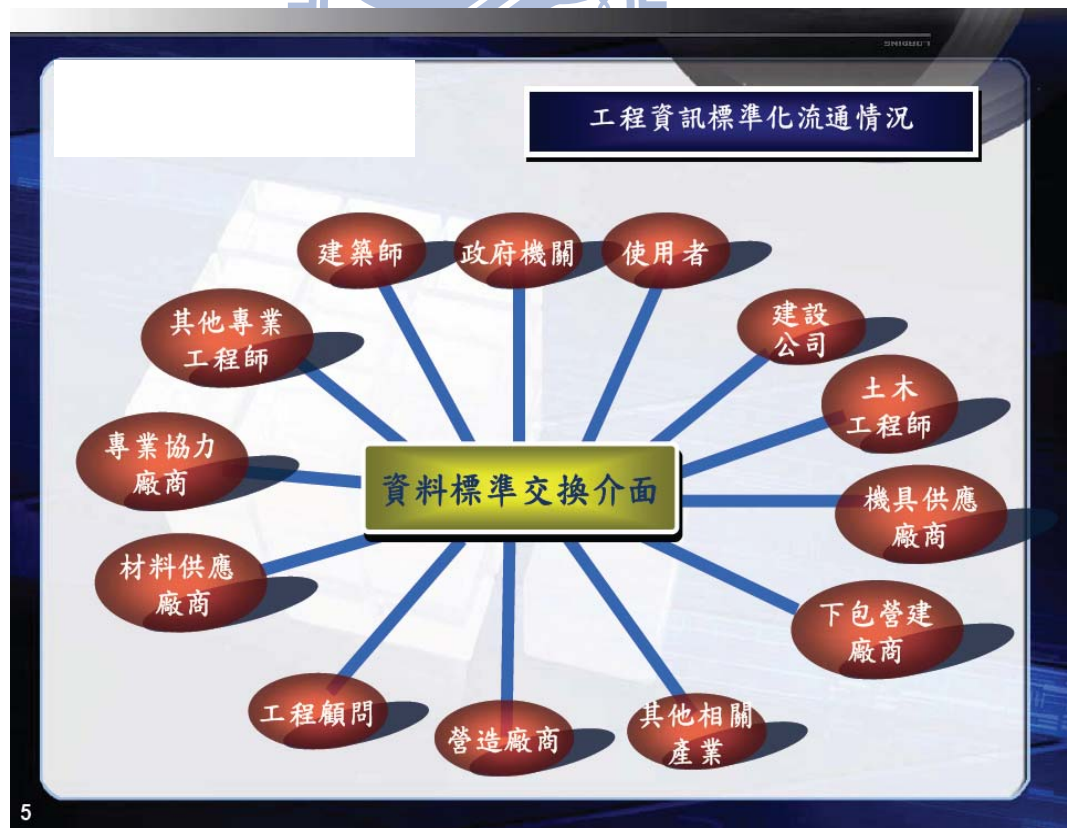 工程資訊標準化流通情況
建築師
政府機關
使用者
其他專業
工程師
建設
公司
土木
工程師
專業協力
廠商
資料標準交換介面
機具供應
廠商
材料供應
廠商
下包營建
廠商
工程顧問
營造廠商
其他相關
產業
5